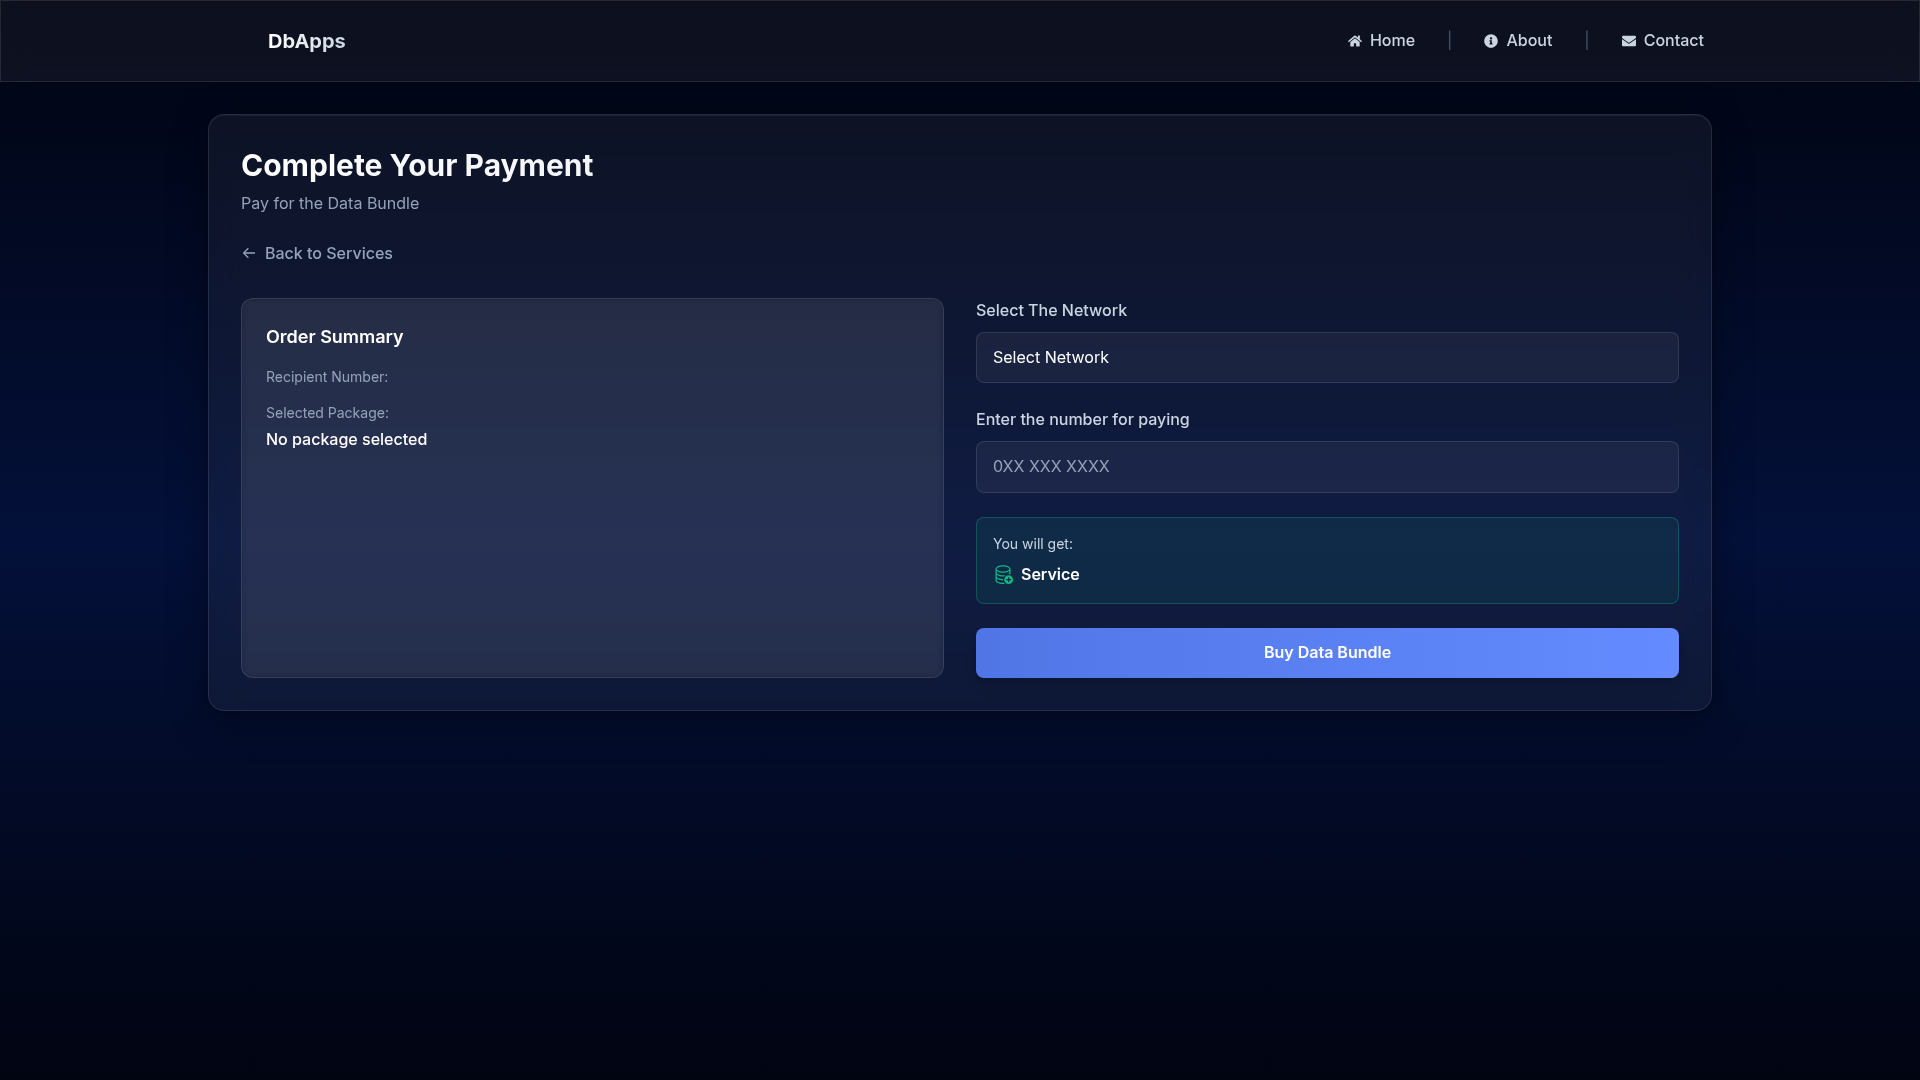 DbApps
Home
About
Contact
Complete Your Payment
Pay for the Data Bundle
Back to Services
Order Summary
Recipient Number:
Selected Package:
No package selected
Select The Network
Select Network
Enter the number for paying
0XX XXX XXXX
You will get:
Service
Buy Data Bundle